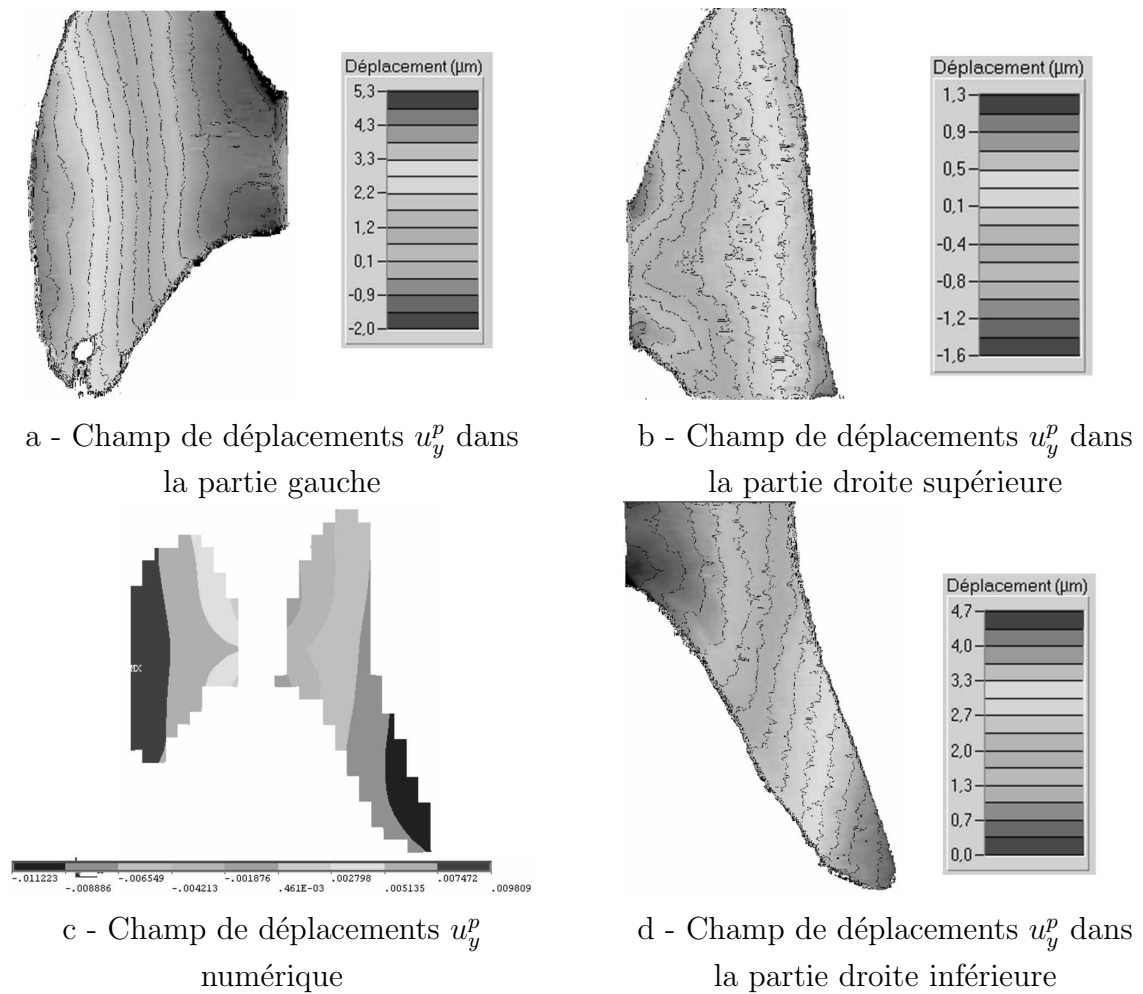 Déplacement (µm)
5,3
4,3
3,3
2,2
1,2
0,1
-0,9
-2,0
Déplacement (µm)
1,3
0,9
0,5
0,1
-0,4
-0,8
-1,2
-1,6
a - Champ de déplacements $u_y^p$ dans
la partie gauche
b - Champ de déplacements $u_y^p$ dans
la partie droite supérieure
MX
-.011223
-.008886
-.006549
-.004213
-.001876
.461E-03
.002798
.005135
.007472
.009809
c - Champ de déplacements $u_y^p$
numérique
Déplacement (µm)
4,7
4,0
3,3
2,7
2,0
1,3
0,7
0,0
d - Champ de déplacements $u_y^p$ dans
la partie droite inférieure